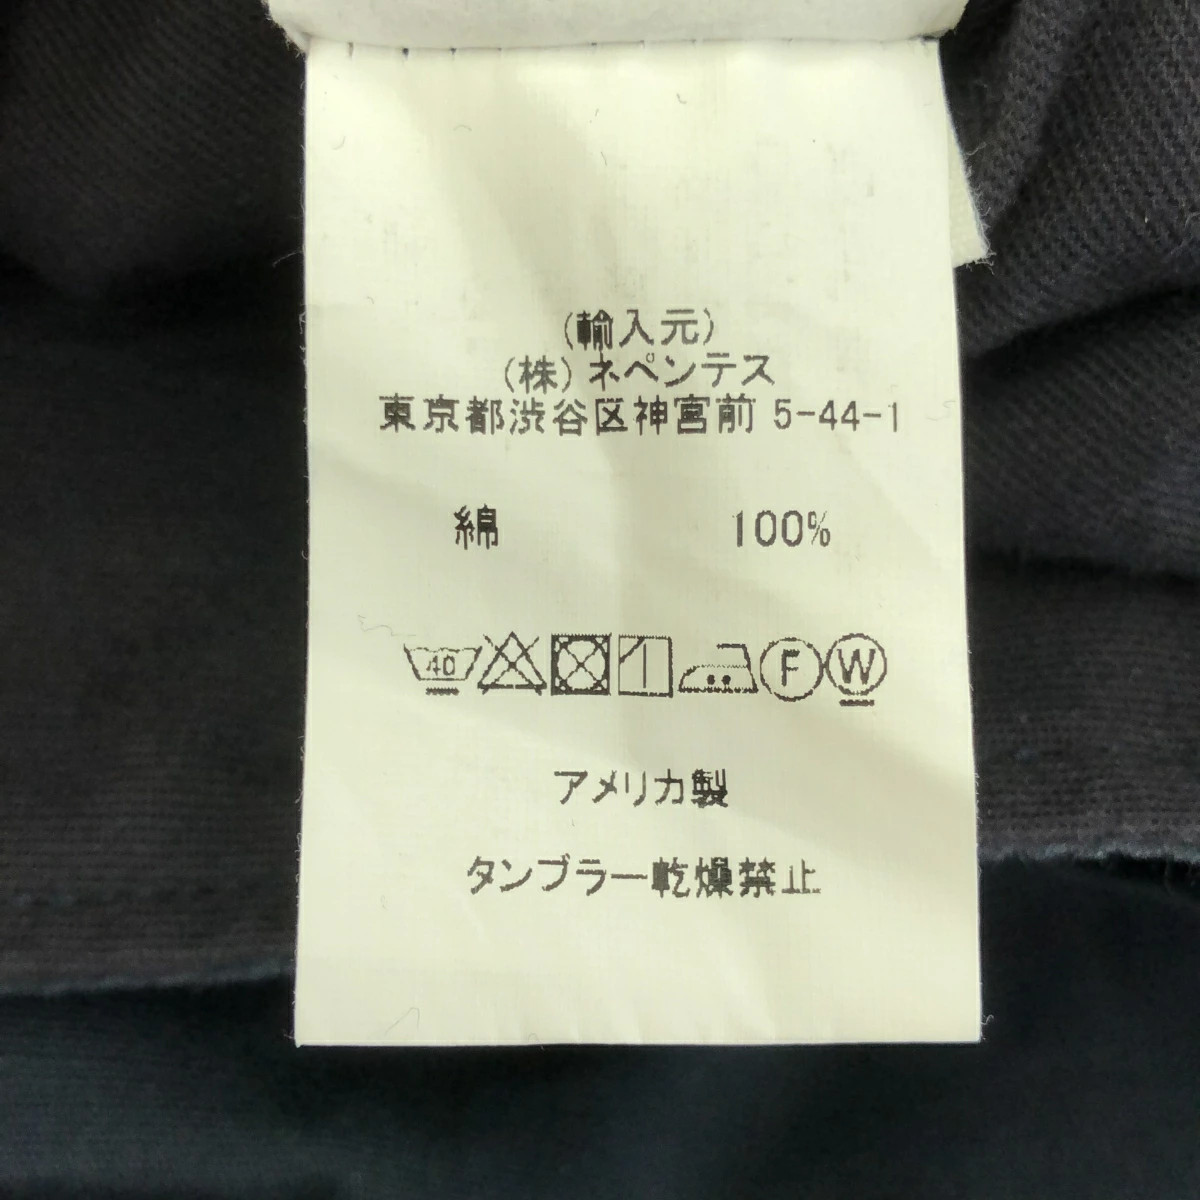 (輸入元)
(株)ネペンテス
東京都渋谷区神宮前 5-44-1
綿 100%
40 F W
アメリカ製
タンブラー乾燥禁止